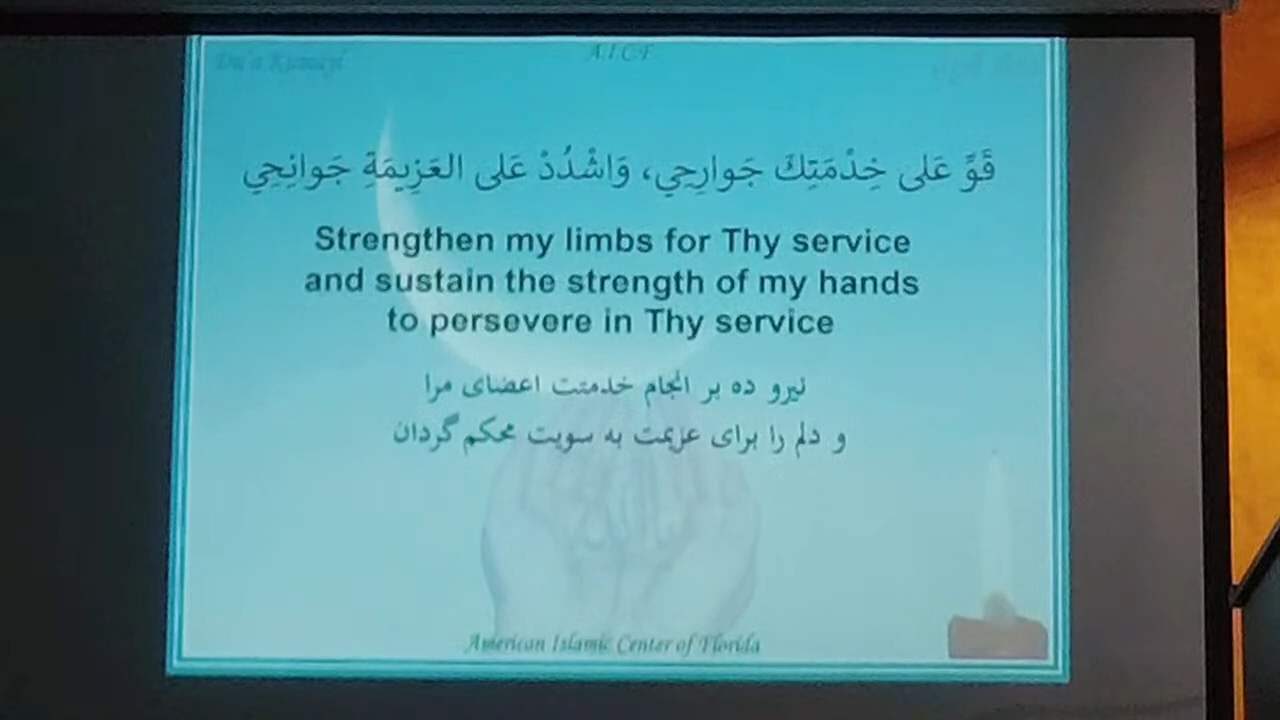 Du'a Kumayl
A.I.C.F
قَوِّ عَلى خِذْمَتِكَ جَوارِحِي، وَاشْدُدْ عَلى العَزِيمَةِ جَوانِحِي
Strengthen my limbs for Thy service
and sustain the strength of my hands
to persevere in Thy service
نیرو ده بر انجام خدمتت اعضای مرا
و دلم را برای عزیمت به سویت محکم گردان
American Islamic Center of Florida